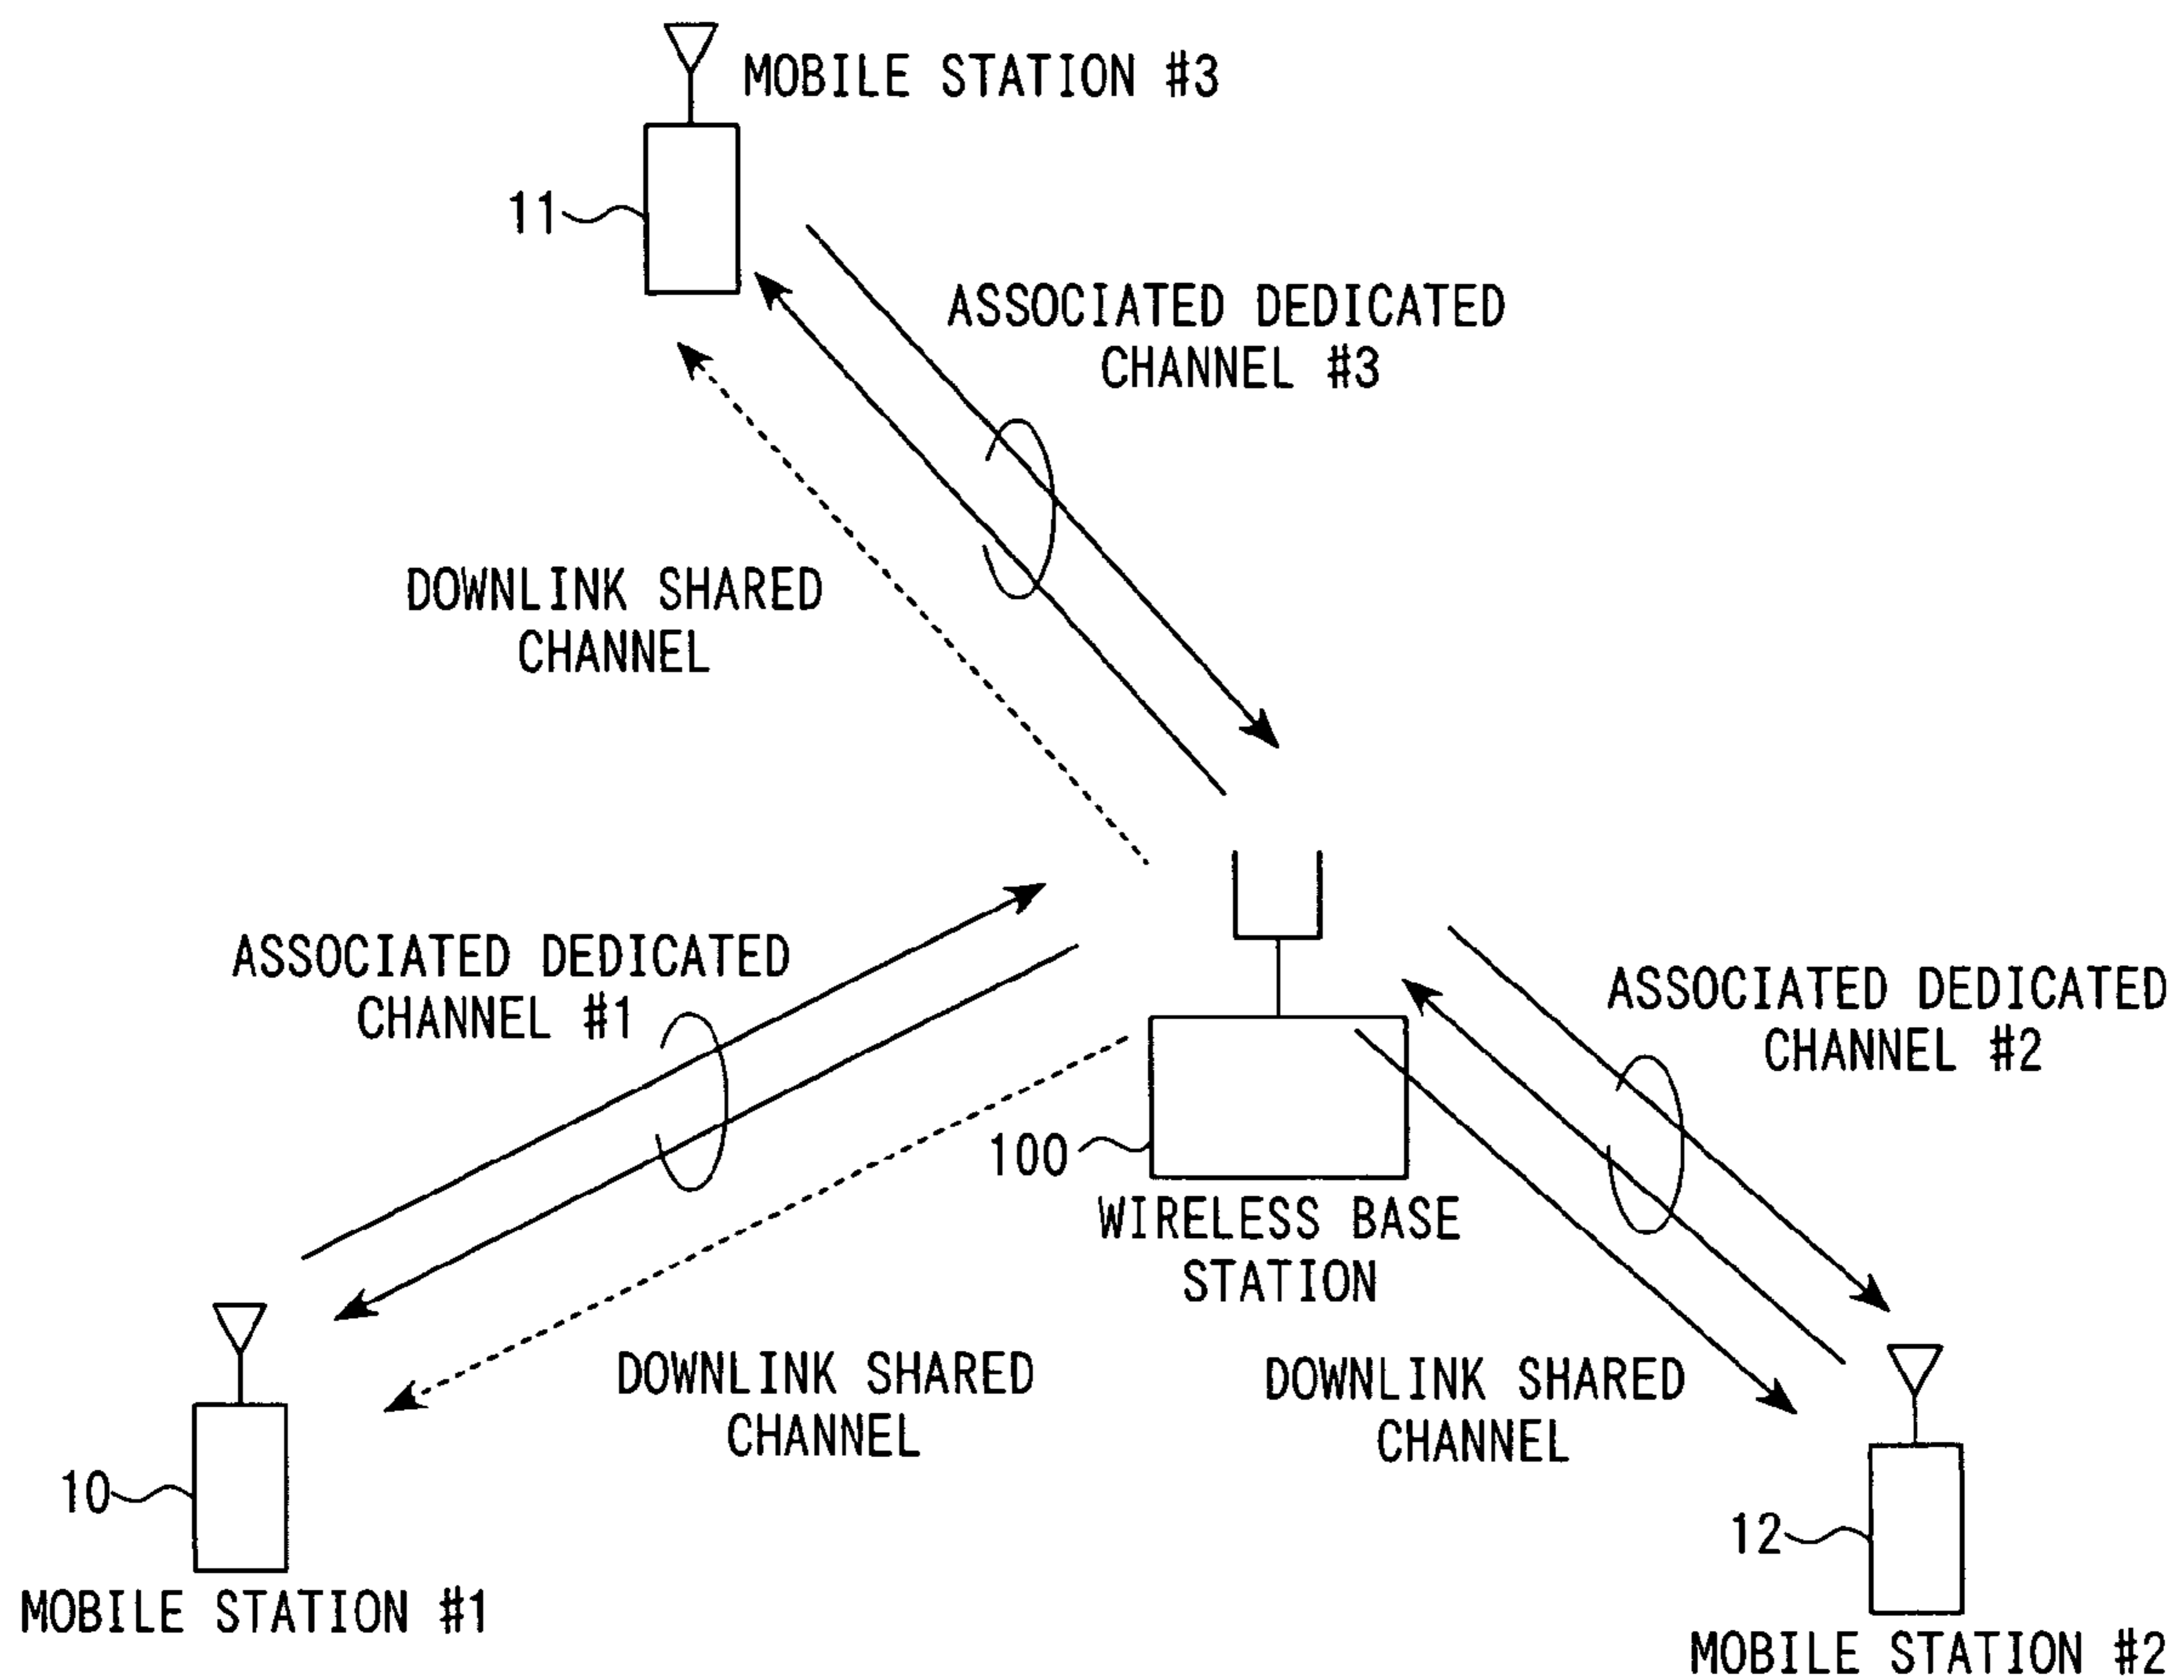 MOBILE STATION #3
11
ASSOCIATED DEDICATED
CHANNEL #3
DOWNLINK SHARED
CHANNEL
ASSOCIATED DEDICATED
CHANNEL #1
ASSOCIATED DEDICATED
CHANNEL #2
100
WIRELESS BASE
STATION
DOWNLINK SHARED
CHANNEL
DOWNLINK SHARED
CHANNEL
10
12
MOBILE STATION #1
MOBILE STATION #2